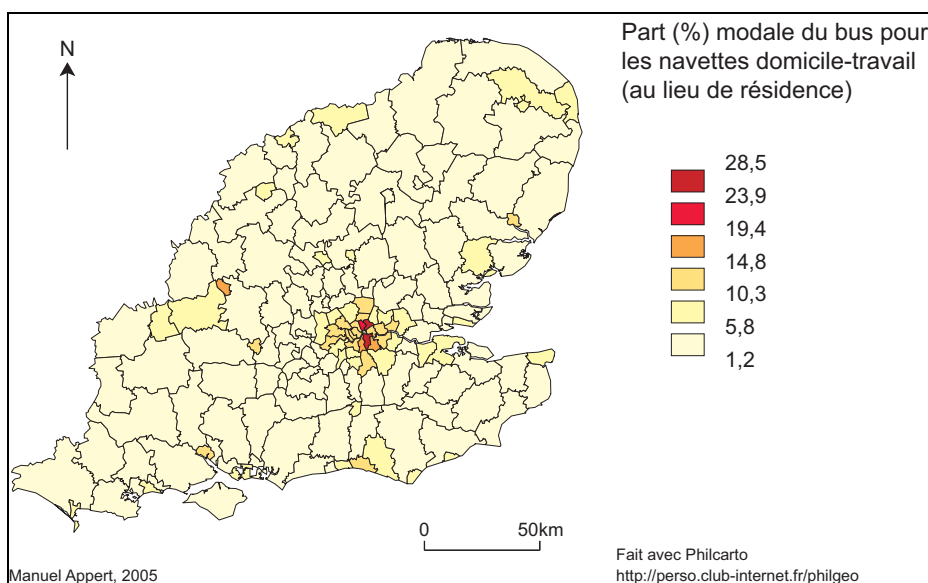 Part (%) modale du bus pour
les navettes domicile-travail
(au lieu de résidence)
N
28,5
23,9
19,4
14,8
10,3
5,8
1,2
0 50km
Manuel Appert, 2005
Fait avec Philcarto
http://perso.club-internet.fr/philgeo